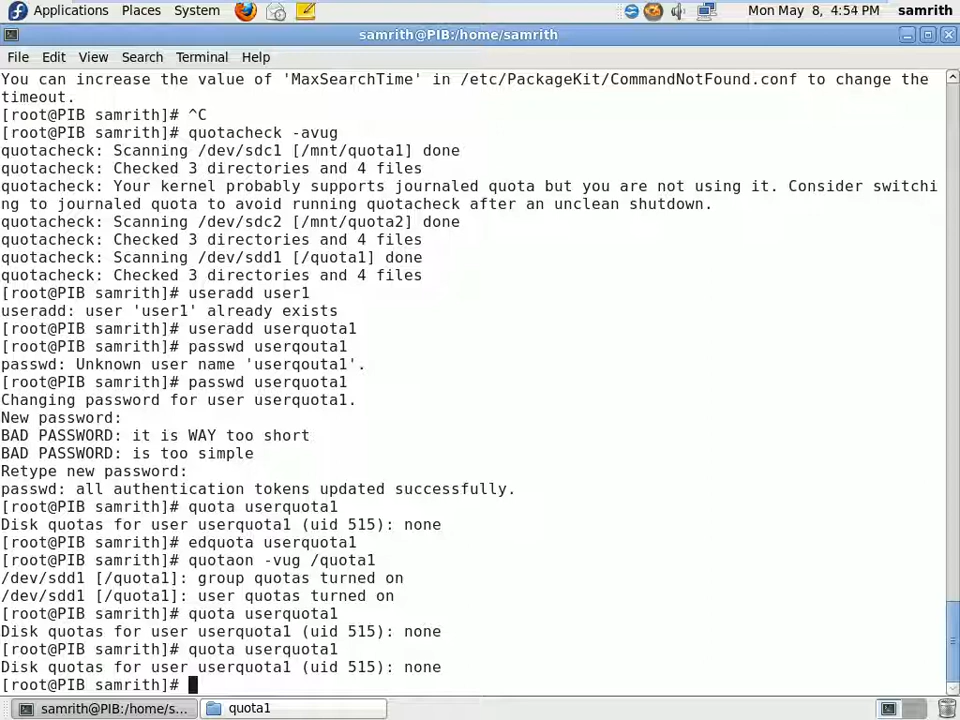 Applications Places System Mon May 8, 4:54 PM samrith
samrith@PIB:/home/samrith
File Edit View Search Terminal Help
You can increase the value of 'MaxSearchTime' in /etc/PackageKit/CommandNotFound.conf to change the
timeout.
[root@PIB samrith]# ^C
[root@PIB samrith]# quotacheck -avug
quotacheck: Scanning /dev/sdc1 [/mnt/quota1] done
quotacheck: Checked 3 directories and 4 files
quotacheck: Your kernel probably supports journaled quota but you are not using it. Consider switchi
ng to journaled quota to avoid running quotacheck after an unclean shutdown.
quotacheck: Scanning /dev/sdc2 [/mnt/quota2] done
quotacheck: Checked 3 directories and 4 files
quotacheck: Scanning /dev/sdd1 [/quota1] done
quotacheck: Checked 3 directories and 4 files
[root@PIB samrith]# useradd user1
useradd: user 'user1' already exists
[root@PIB samrith]# useradd userquota1
[root@PIB samrith]# passwd userqouta1
passwd: Unknown user name 'userqouta1'.
[root@PIB samrith]# passwd userquota1
Changing password for user userquota1.
New password:
BAD PASSWORD: it is WAY too short
BAD PASSWORD: is too simple
Retype new password:
passwd: all authentication tokens updated successfully.
[root@PIB samrith]# quota userquota1
Disk quotas for user userquota1 (uid 515): none
[root@PIB samrith]# edquota userquota1
[root@PIB samrith]# quotaon -vug /quota1
/dev/sdd1 [/quota1]: group quotas turned on
/dev/sdd1 [/quota1]: user quotas turned on
[root@PIB samrith]# quota userquota1
Disk quotas for user userquota1 (uid 515): none
[root@PIB samrith]# quota userquota1
Disk quotas for user userquota1 (uid 515): none
[root@PIB samrith]#
samrith@PIB:/home/s... quota1